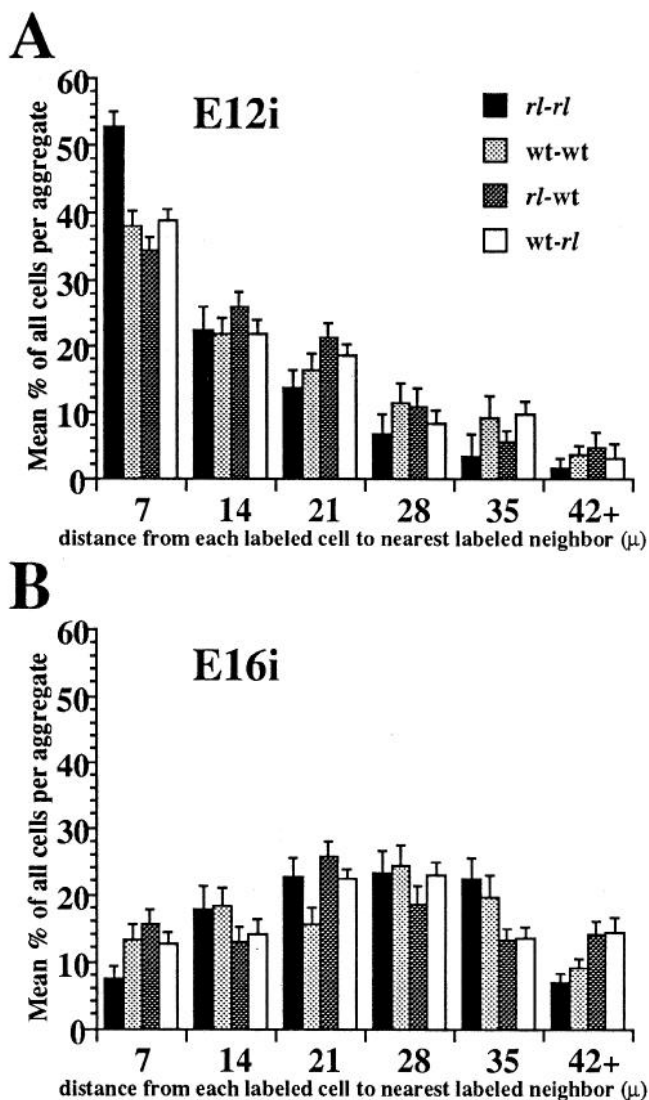 A
E12i
rl-rl
wt-wt
rl-wt
wt-rl
Mean % of all cells per aggregate
60
50
40
30
20
10
0
7 14 21 28 35 42+
distance from each labeled cell to nearest labeled neighbor (μ)
B
E16i
Mean % of all cells per aggregate
60
50
40
30
20
10
0
7 14 21 28 35 42+
distance from each labeled cell to nearest labeled neighbor (μ)